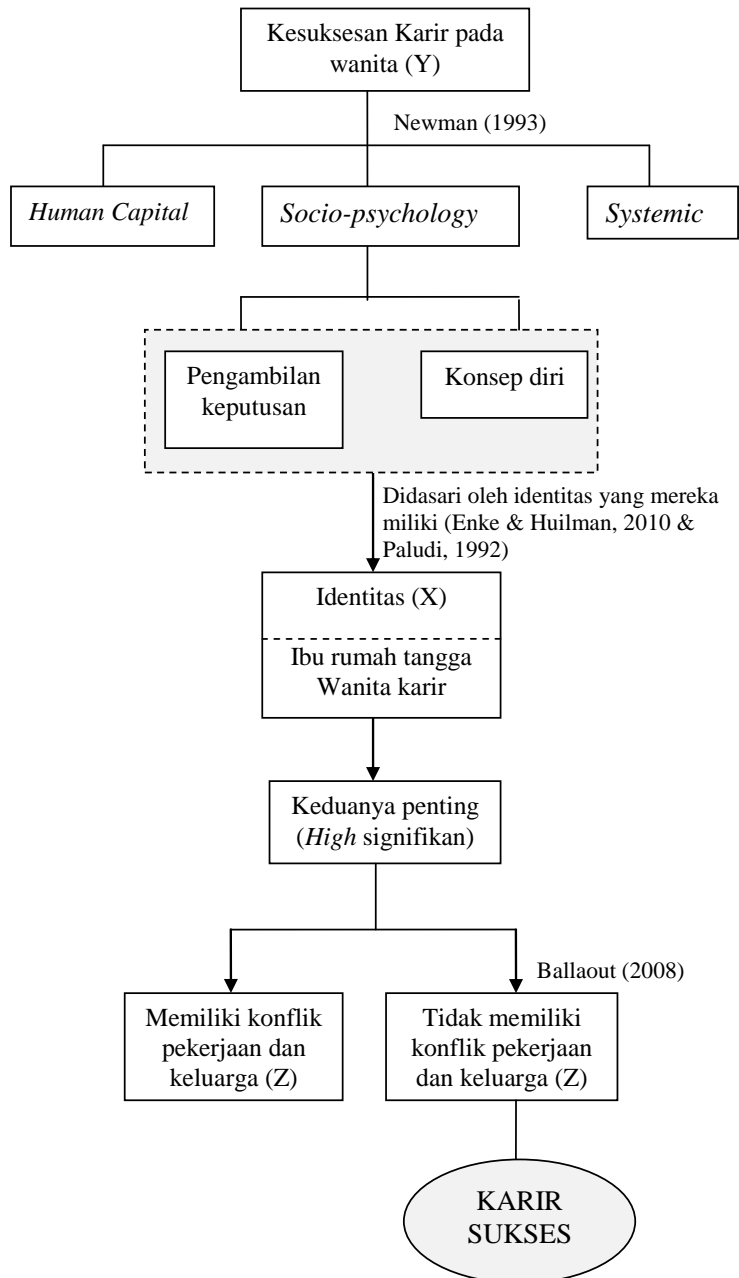 Kesuksesan Karir pada
wanita (Y)
Newman (1993)
Human Capital
Socio-psychology
Systemic
Pengambilan
keputusan
Konsep diri
Didasari oleh identitas yang mereka
miliki (Enke & Huilman, 2010 &
Paludi, 1992)
Identitas (X)
Ibu rumah tangga
Wanita karir
Keduanya penting
(High signifikan)
Ballaout (2008)
Memiliki konflik
pekerjaan dan
keluarga (Z)
Tidak memiliki
konflik pekerjaan
dan keluarga (Z)
KARIR
SUKSES